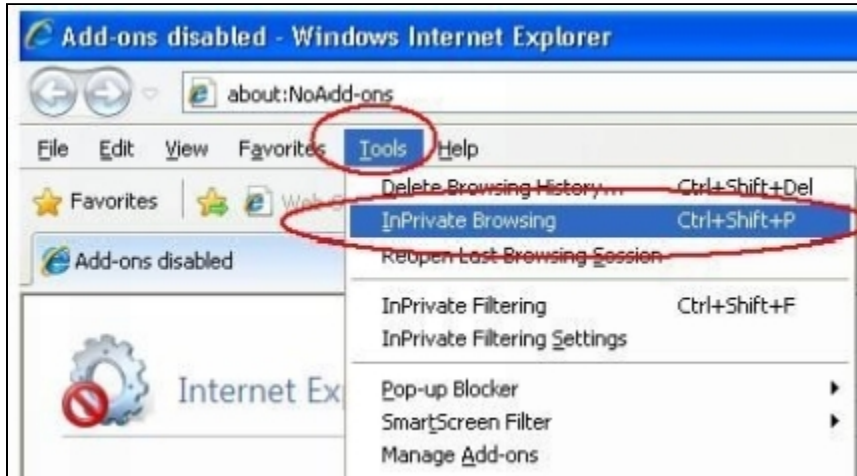 Add-ons disabled - Windows Internet Explorer
about:NoAdd-ons
File Edit View Favorites Tools Help
Favorites Web S
Delete Browsing History... Ctrl+Shift+Del
InPrivate Browsing Ctrl+Shift+P
Add-ons disabled
Reopen Last Browsing Session
InPrivate Filtering Ctrl+Shift+F
InPrivate Filtering Settings
Internet Ex
Pop-up Blocker
SmartScreen Filter
Manage Add-ons